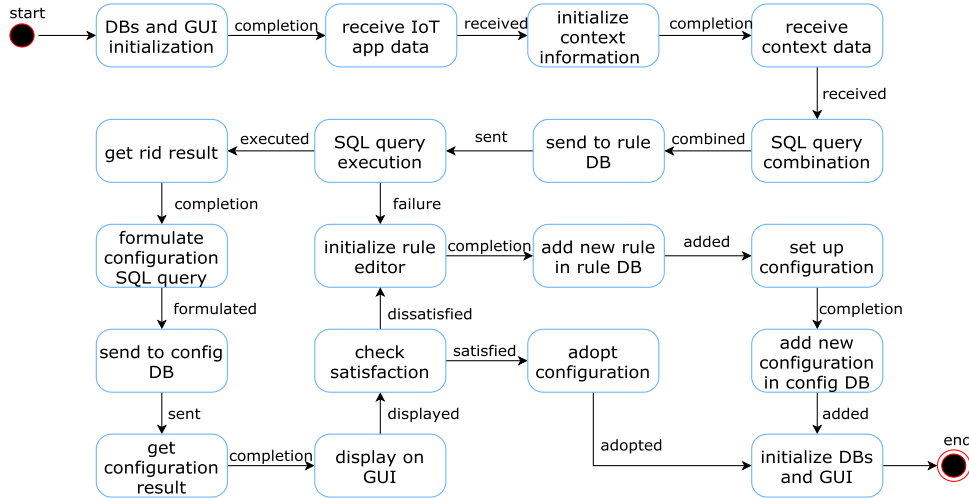 start
DBs and GUI
initialization
completion
receive IoT
app data
received
initialize
context
information
completion
receive
context data
received
get rid result
executed
SQL query
execution
sent
send to rule
DB
combined
SQL query
combination
completion
failure
formulate
configuration
SQL query
initialize rule
editor
completion
add new rule
in rule DB
added
set up
configuration
formulated
dissatisfied
completion
send to config
DB
check
satisfaction
satisfied
adopt
configuration
add new
configuration
in config DB
sent
displayed
added
get
configuration
result
completion
display on
GUI
adopted
initialize DBs
and GUI
end